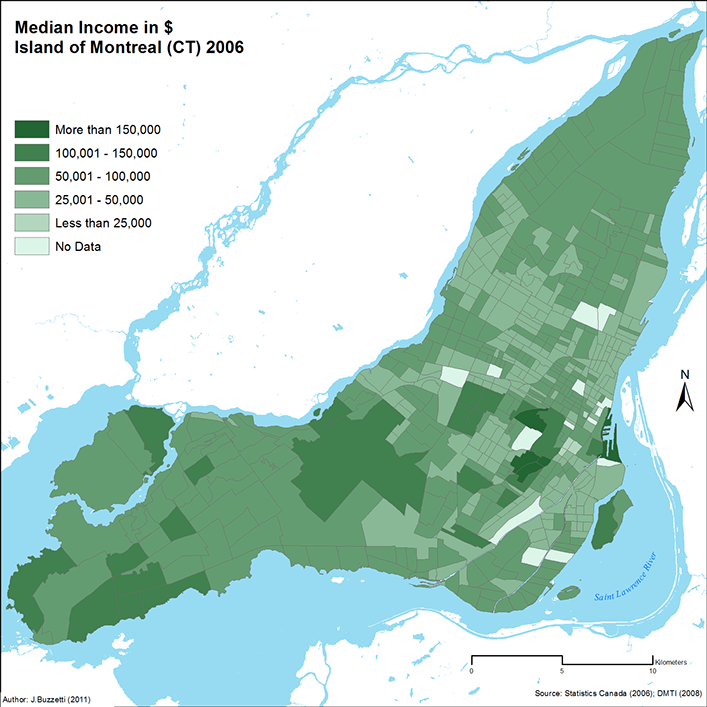 Median Income in $
Island of Montreal (CT) 2006
More than 150,000
100,001 - 150,000
50,001 - 100,000
25,001 - 50,000
Less than 25,000
No Data
N
Saint Lawrence River
Kilometers
0 5 10
Author: J.Buzzetti (2011)
Source: Statistics Canada (2006); DMTI (2008)